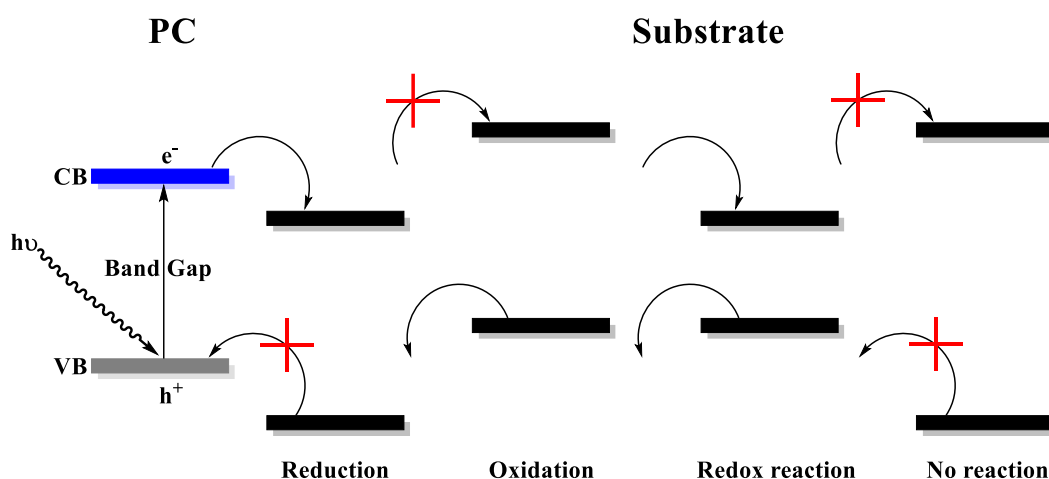 PC
Substrate
e⁻
CB
hυ
Band Gap
VB
h⁺
Reduction
Oxidation
Redox reaction
No reaction